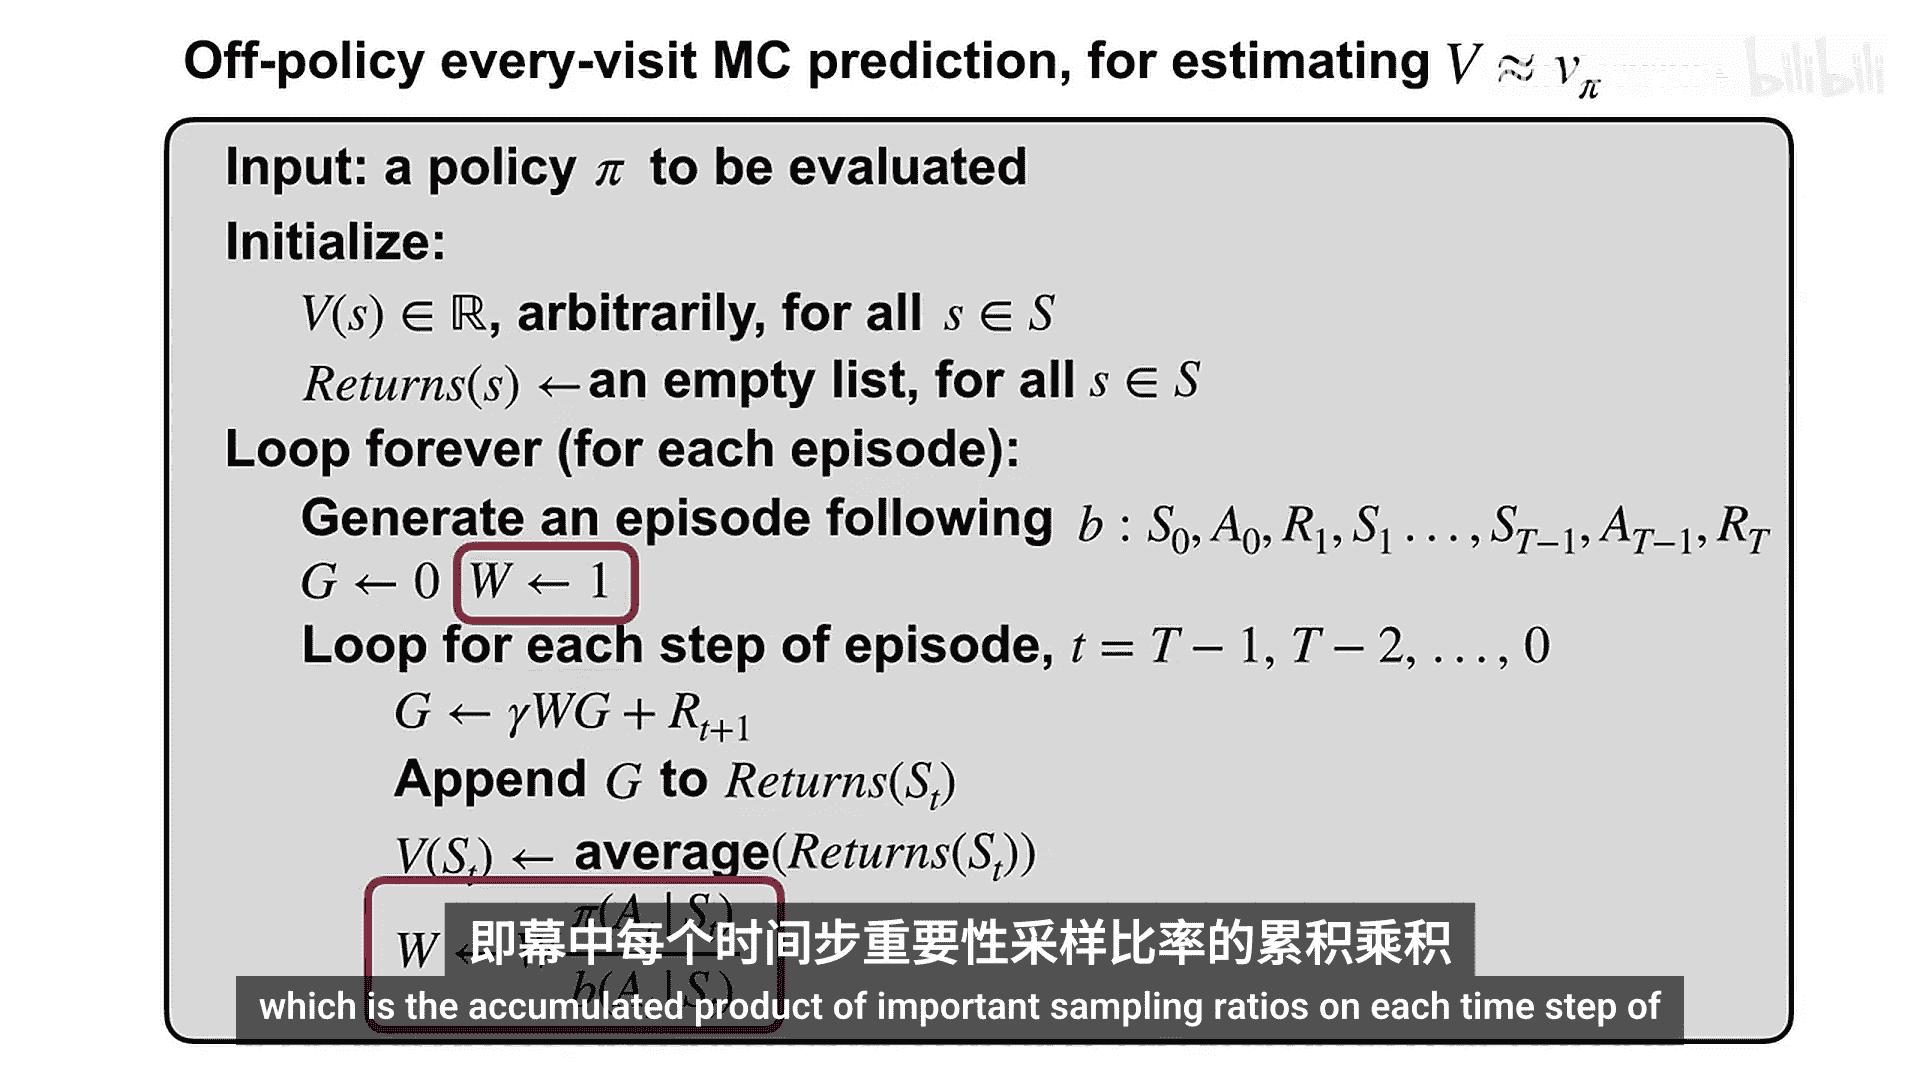 Off-policy every-visit MC prediction, for estimating V ≈ v_π
bilibili
Input: a policy π to be evaluated
Initialize:
V(s) ∈ ℝ, arbitrarily, for all s ∈ S
Returns(s) ← an empty list, for all s ∈ S
Loop forever (for each episode):
Generate an episode following b : S_0, A_0, R_1, S_1 . . . , S_{T−1}, A_{T−1}, R_T
G ← 0 W ← 1
Loop for each step of episode, t = T − 1, T − 2, . . . , 0
G ← γWG + R_{t+1}
Append G to Returns(S_t)
V(S_t) ← average(Returns(S_t))
W ←
即幕中每个时间步重要性采样比率的累积乘积
which is the accumulated product of important sampling ratios on each time step of